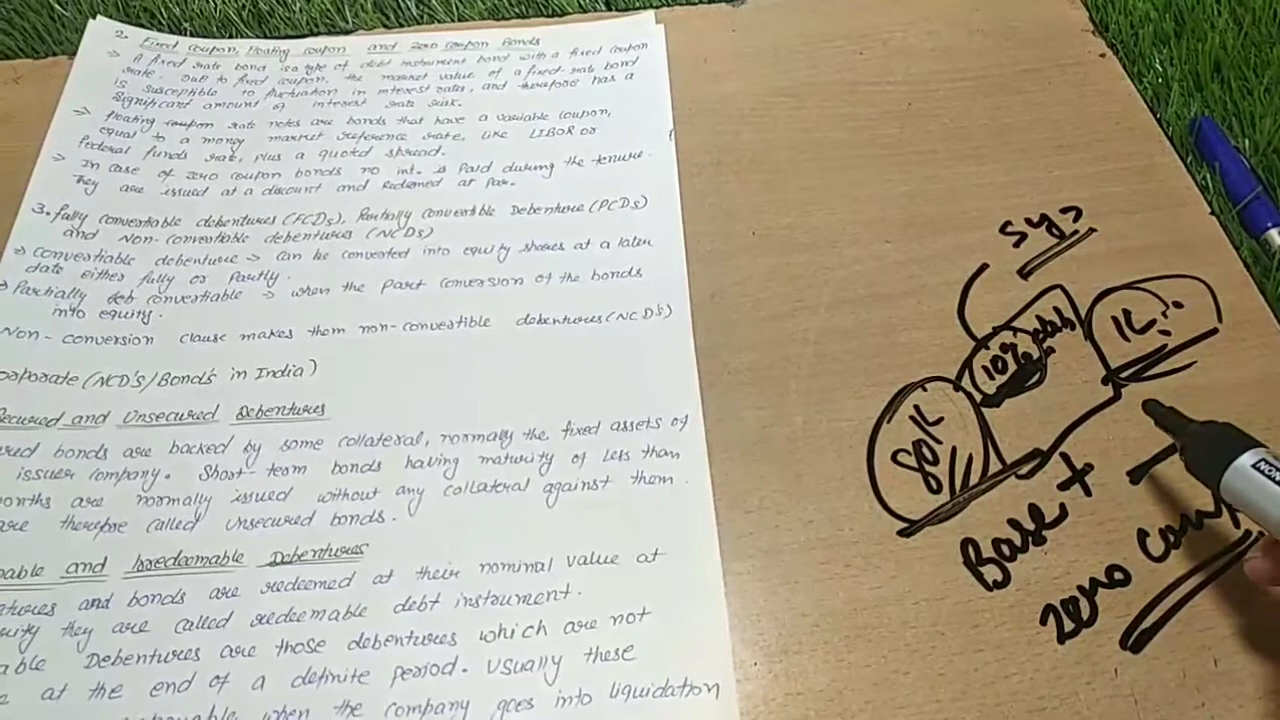 2. Fixed Coupon, floating coupon and zero coupon Bonds
→ A fixed rate bond is a type of debt instrument bond with a fixed coupon
rate. Due to fixed coupon, the market value of a fixed-rate bond
is susceptible to fluctuation in interest rates, and therefore has a
significant amount of interest rate risk.
→ floating coupon rate notes are bonds that have a variable coupon,
equal to a money market reference rate, like LIBOR or
federal funds rate, plus a quoted spread.
→ In case of zero coupon bonds no int. is Paid during the tenure.
They are issued at a discount and Redeemed at Par.
3. fully convertiable debentures (FCDs), Partially convertible Debenture (PCDs)
and Non-Convertiable debentures (NCDs)
→ convertiable debenture → can be converted into equity shares at a later
date either fully or Partly.
→ Partially deb convertiable → when the Part conversion of the bonds
into equity.
Non-conversion clause makes them non-convertible debentures (NCD's)
orporate (NCD's/Bond's in India)
ecured and Unsecured Debentures
ured bonds are backed by some collateral, normally the fixed assets of
issuer company. Short-term bonds having maturity of less than
onths are normally issued without any collateral against them.
are therefore called unsecured bonds.
mable and Irredeemable Debentures
ntures and bonds are redeemed at their nominal value at
urity they are called redeemable debt instrument.
able Debentures are those debentures which are not
at the end of a definite period. Usually these
when the company goes into liquidation
5y
10%
1L
80K
Base +
zero coup